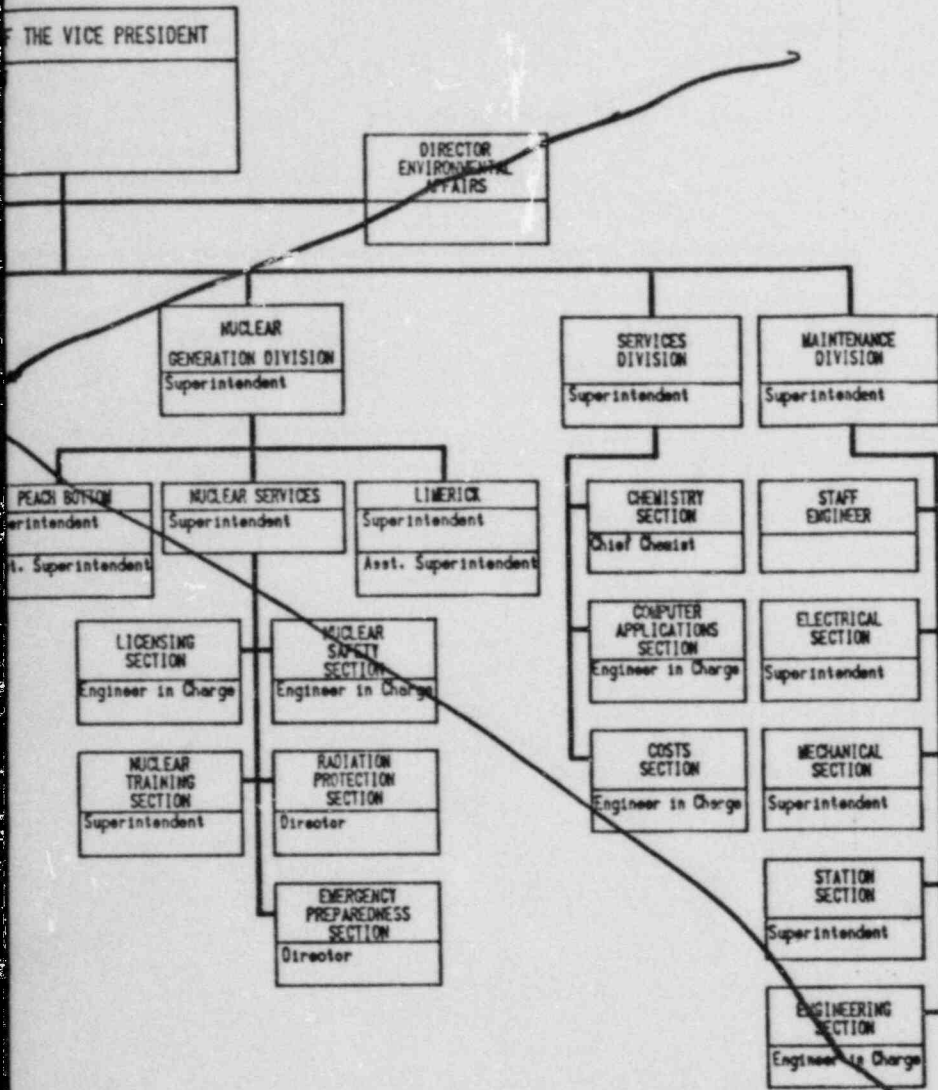 F THE VICE PRESIDENT
DIRECTOR
ENVIRONMENTAL
AFFAIRS
NUCLEAR
GENERATION DIVISION
Superintendent
SERVICES
DIVISION
Superintendent
MAINTENANCE
DIVISION
Superintendent
PEACH BOTTOM
erintendent
t. Superintendent
NUCLEAR SERVICES
Superintendent
LIMERICK
Superintendent
Asst. Superintendent
CHEMISTRY
SECTION
Chief Chemist
STAFF
ENGINEER
LICENSING
SECTION
Engineer in Charge
NUCLEAR
SAFETY
SECTION
Engineer in Charge
COMPUTER
APPLICATIONS
SECTION
Engineer in Charge
ELECTRICAL
SECTION
Superintendent
NUCLEAR
TRAINING
SECTION
Superintendent
RADIATION
PROTECTION
SECTION
Director
COSTS
SECTION
Engineer in Charge
MECHANICAL
SECTION
Superintendent
EMERGENCY
PREPAREDNESS
SECTION
Director
STATION
SECTION
Superintendent
ENGINEERING
SECTION
Engineer in Charge